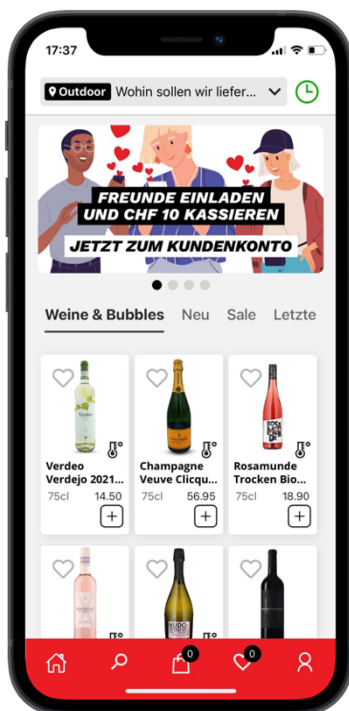 17:37
Outdoor Wohin sollen wir liefer...
FREUNDE EINLADEN
UND CHF 10 KASSIEREN
JETZT ZUM KUNDENKONTO
Weine & Bubbles Neu Sale Letzte
Verdeo
Verdejo 2021...
75cl 14.50
Champagne
Veuve Clicqu...
75cl 56.95
Rosamunde
Trocken Bio...
75cl 18.90
0 0